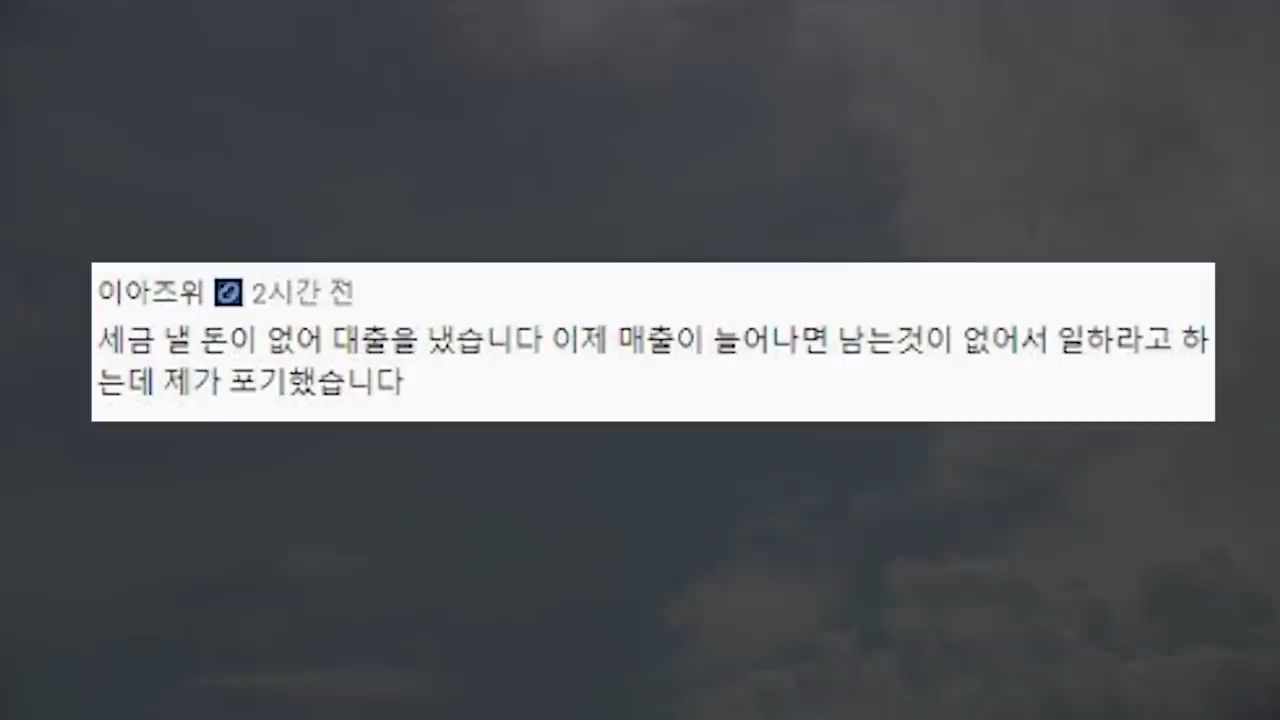 이아즈위 2시간 전
세금 낼 돈이 없어 대출을 냈습니다 이제 매출이 늘어나면 남는것이 없어서 일하라고 하
는데 제가 포기했습니다